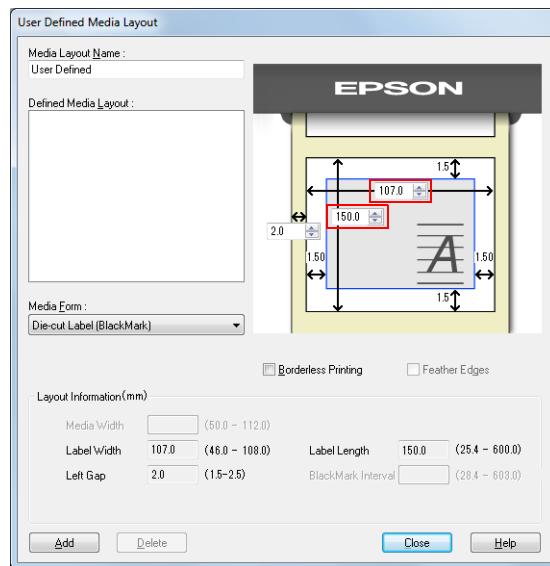 User Defined Media Layout
Media Layout Name :
User Defined
Defined Media Layout :
EPSON
1.5
107.0
150.0
2.0
A
1.50
1.50
1.5
Media Form :
Die-cut Label (BlackMark)
Borderless Printing
Feather Edges
Layout Information(mm)
Media Width (50.0 - 112.0)
Label Width 107.0 (46.0 - 108.0) Label Length 150.0 (25.4 - 600.0)
Left Gap 2.0 (1.5-2.5) BlackMark Interval (28.4 - 603.0)
Add Delete Close Help